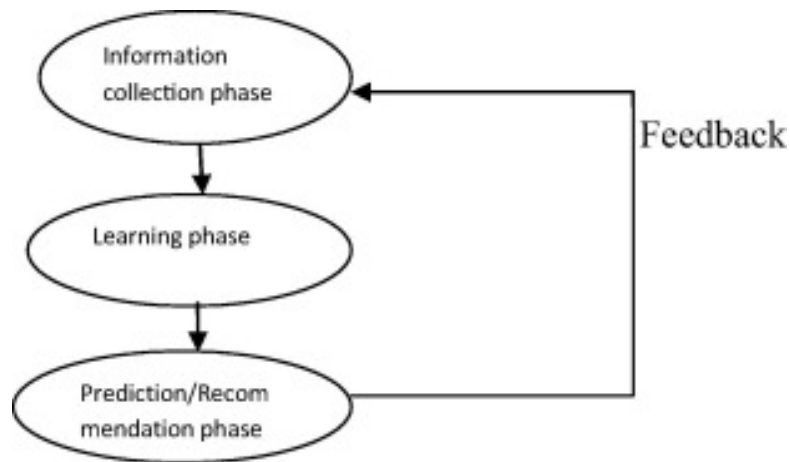 Information
collection phase
Feedback
Learning phase
Prediction/Recom
mendation phase